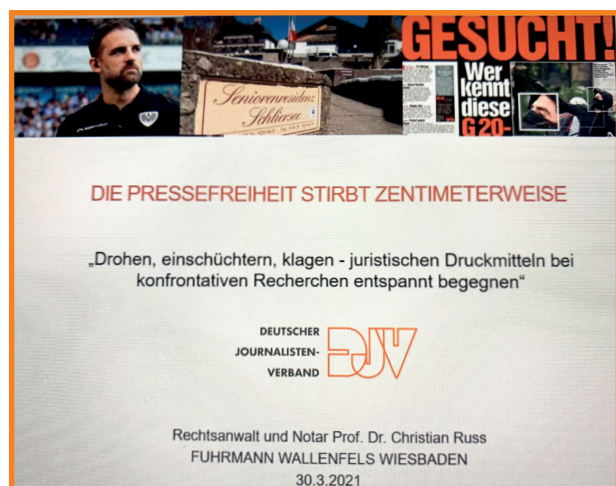 GESUCHT!
Wer
kennt
diese
G 20-
Seniorenresidenz
Schliersee
DIE PRESSEFREIHEIT STIRBT ZENTIMETERWEISE
„Drohen, einschüchtern, klagen - juristischen Druckmitteln bei
konfrontativen Recherchen entspannt begegnen“
DEUTSCHER
JOURNALISTEN-
VERBAND
DJV
Rechtsanwalt und Notar Prof. Dr. Christian Russ
FUHRMANN WALLENFELS WIESBADEN
30.3.2021